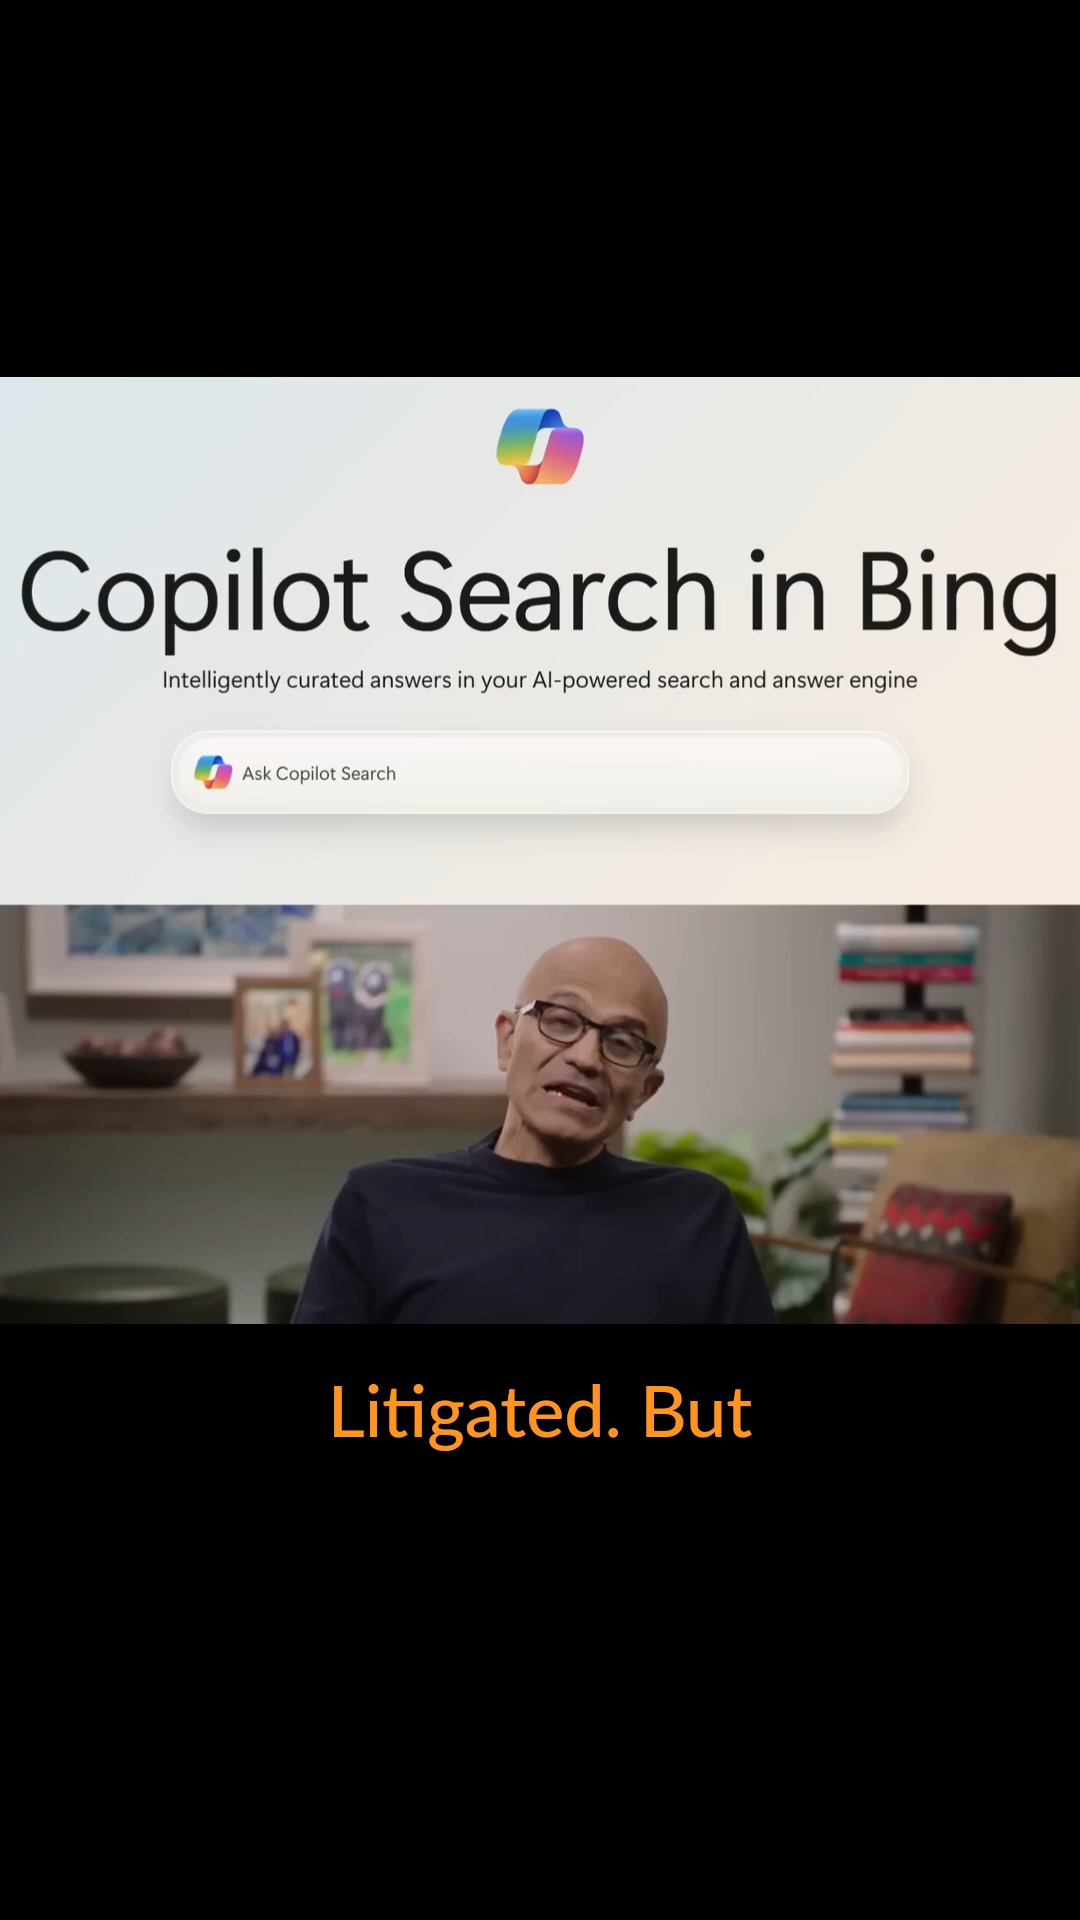 Copilot Search in Bing
Intelligently curated answers in your AI-powered search and answer engine
Ask Copilot Search
Litigated. But